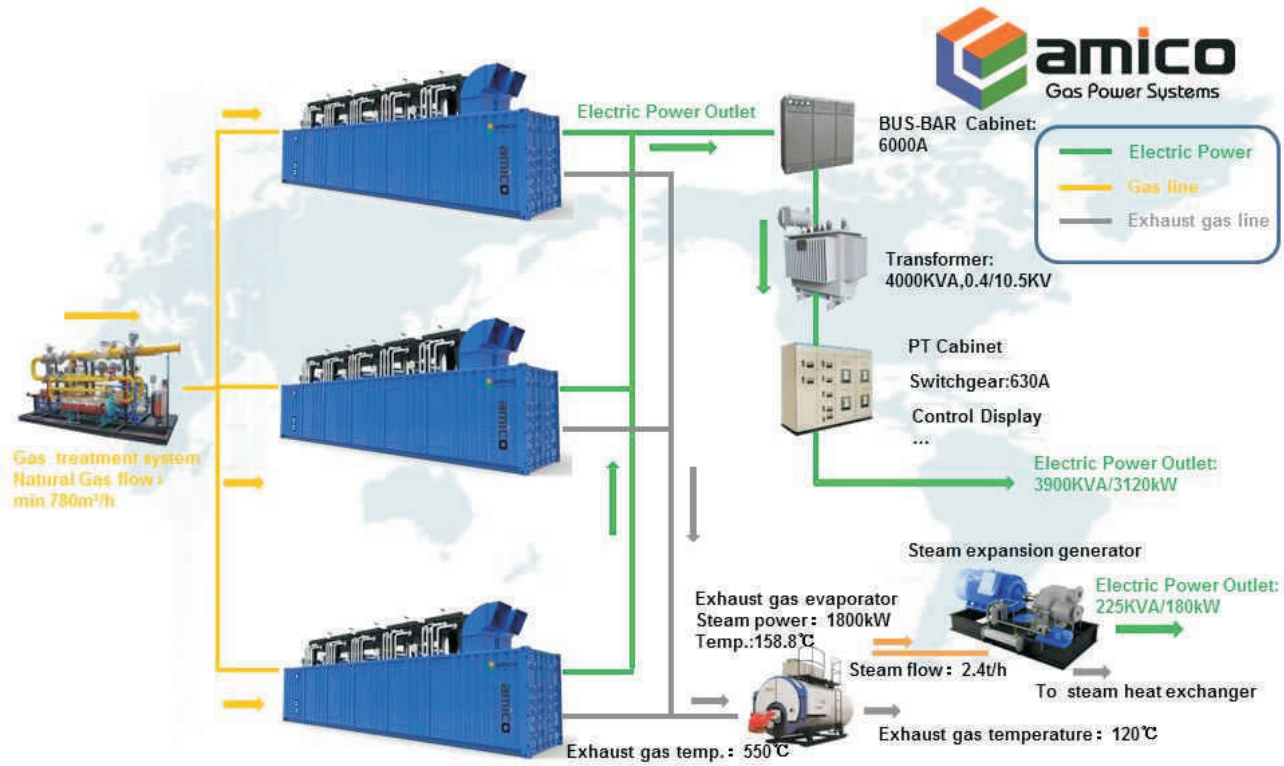 amico
Gas Power Systems
Electric Power Outlet
BUS-BAR Cabinet:
6000A
Electric Power
Gas line
Exhaust gas line
amico
Transformer:
4000KVA,0.4/10.5KV
PT Cabinet
Switchgear:630A
Control Display
...
amico
Gas treatment system
Natural Gas flow:
min 780m³/h
Electric Power Outlet:
3900KVA/3120kW
Steam expansion generator
Electric Power Outlet:
225KVA/180kW
Exhaust gas evaporator
Steam power: 1800kW
Temp.:158.8℃
Steam flow: 2.4t/h
To steam heat exchanger
amico
Exhaust gas temp.: 550℃
Exhaust gas temperature: 120℃